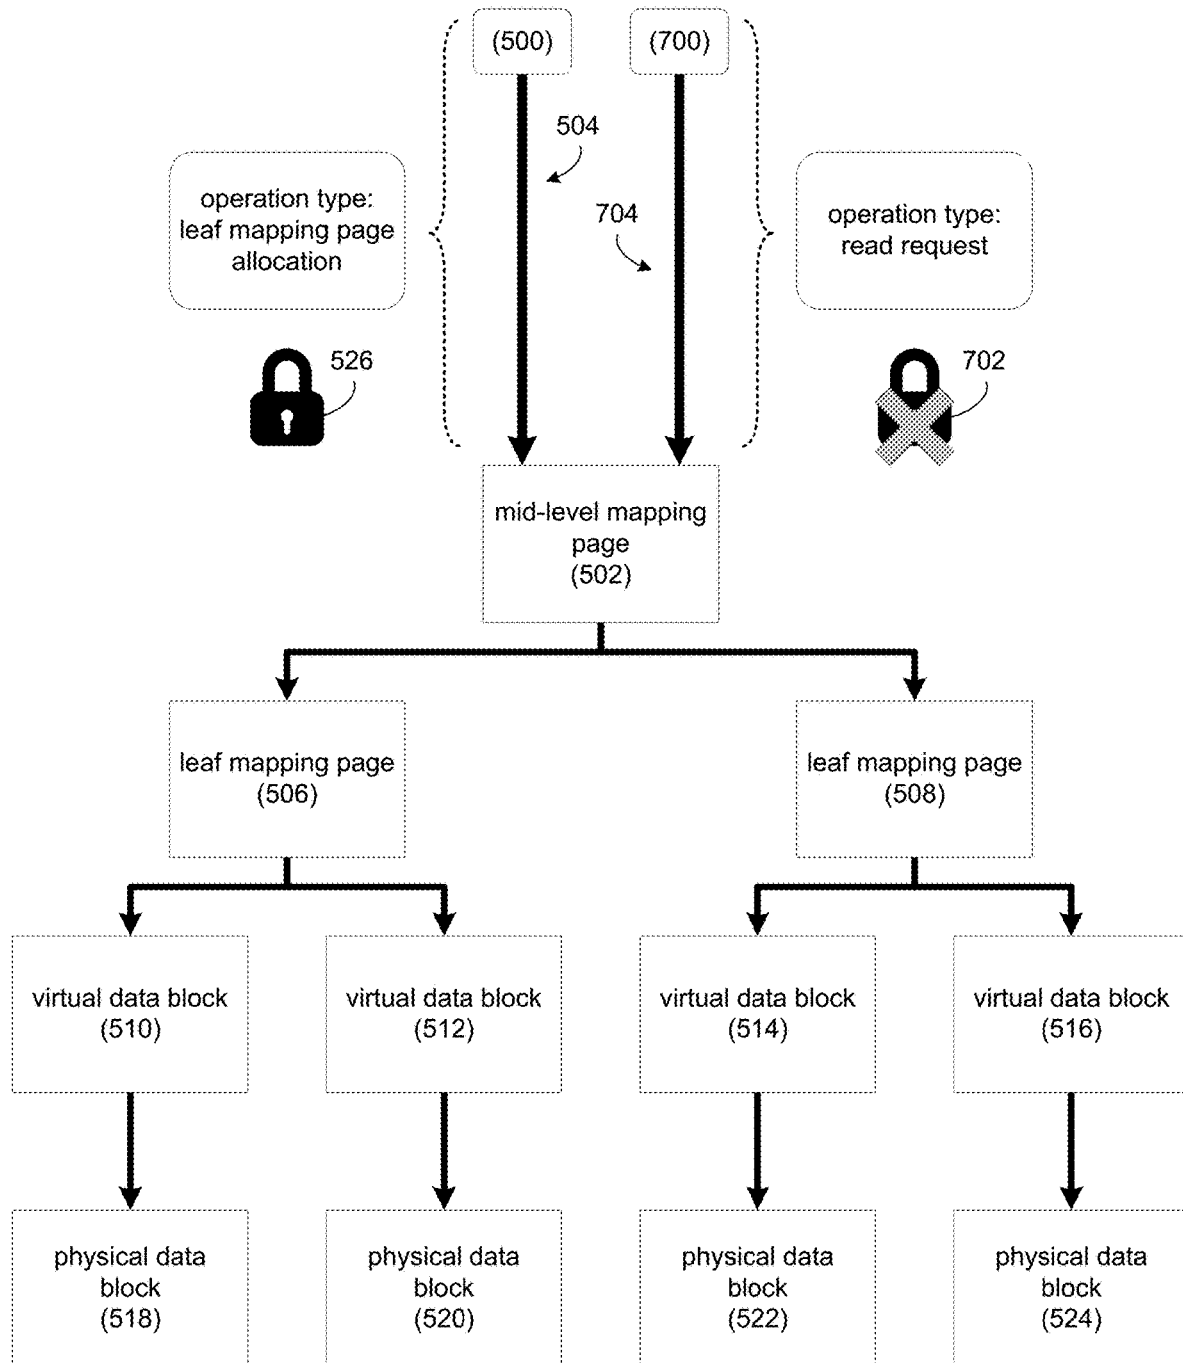 (500)
(700)
504
704
operation type:
leaf mapping page
allocation
operation type:
read request
526
702
mid-level mapping
page
(502)
leaf mapping page
(506)
leaf mapping page
(508)
virtual data block
(510)
virtual data block
(512)
virtual data block
(514)
virtual data block
(516)
physical data
block
(518)
physical data
block
(520)
physical data
block
(522)
physical data
block
(524)